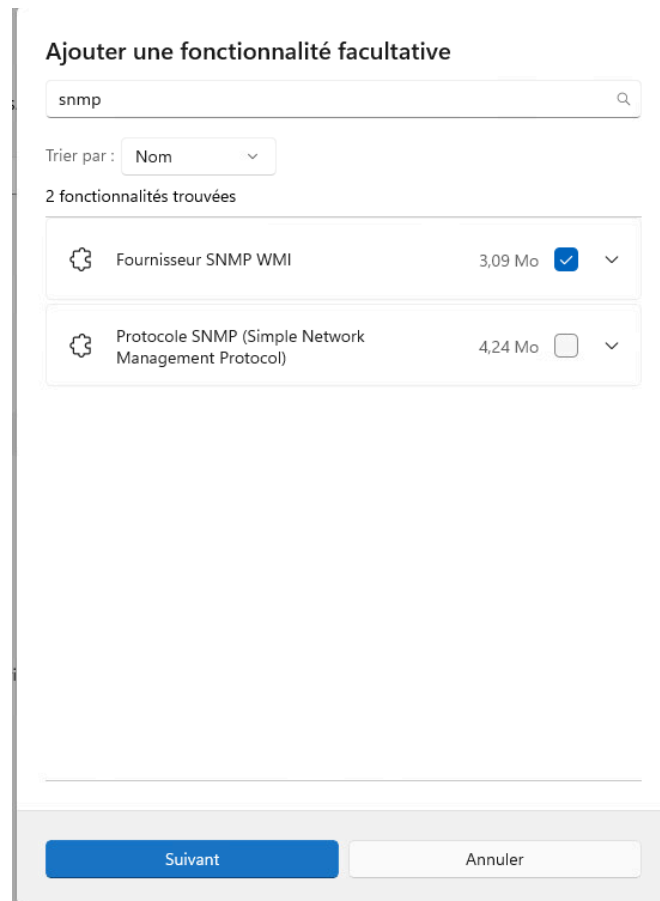 Ajouter une fonctionnalité facultative
snmp
Trier par : Nom
2 fonctionnalités trouvées
Fournisseur SNMP WMI 3,09 Mo
Protocole SNMP (Simple Network
Management Protocol) 4,24 Mo
Suivant Annuler